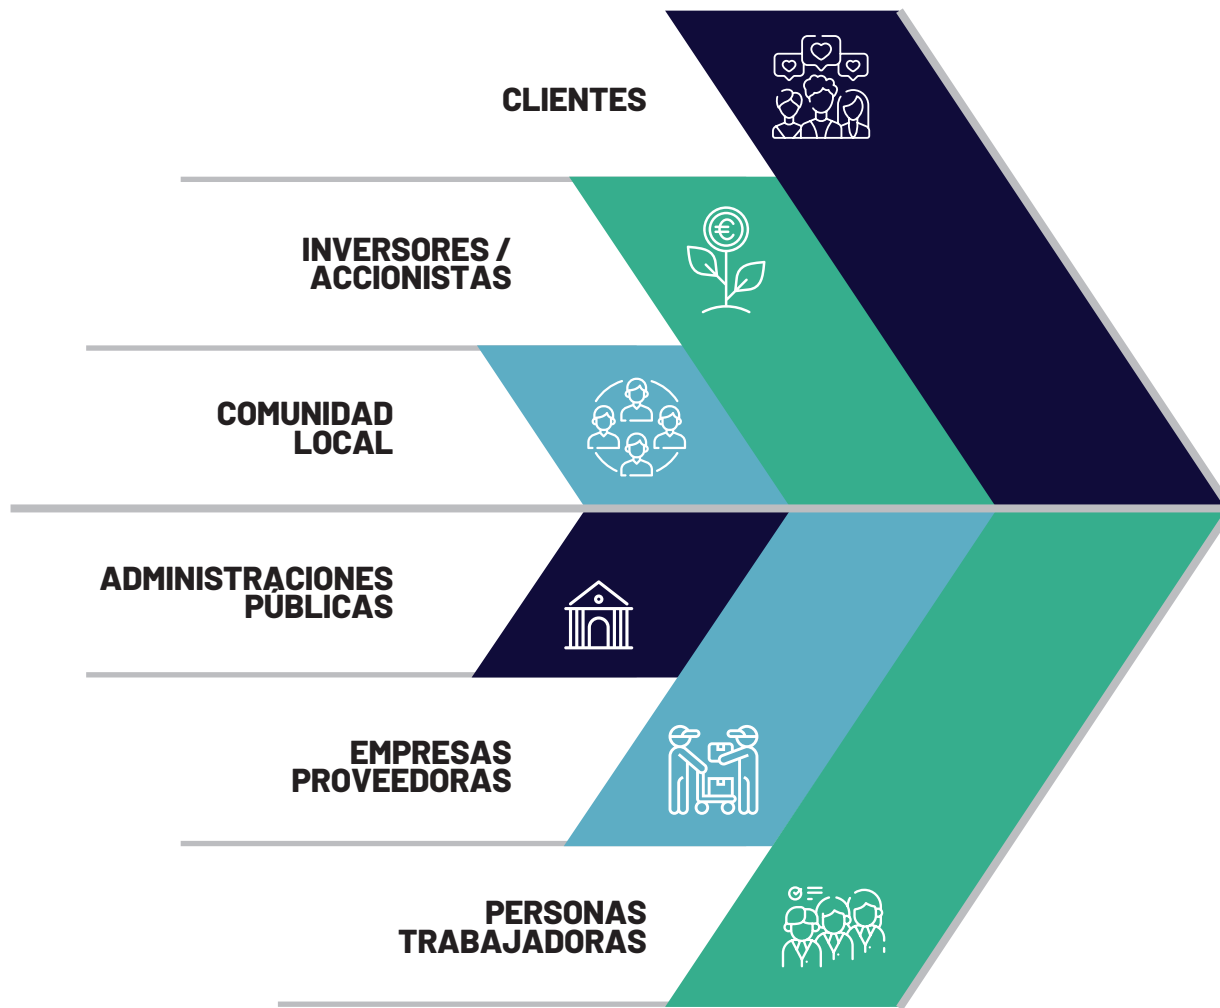 CLIENTES
INVERSORES /
ACCIONISTAS
COMUNIDAD
LOCAL
ADMINISTRACIONES
PÚBLICAS
EMPRESAS
PROVEEDORAS
PERSONAS
TRABAJADORAS